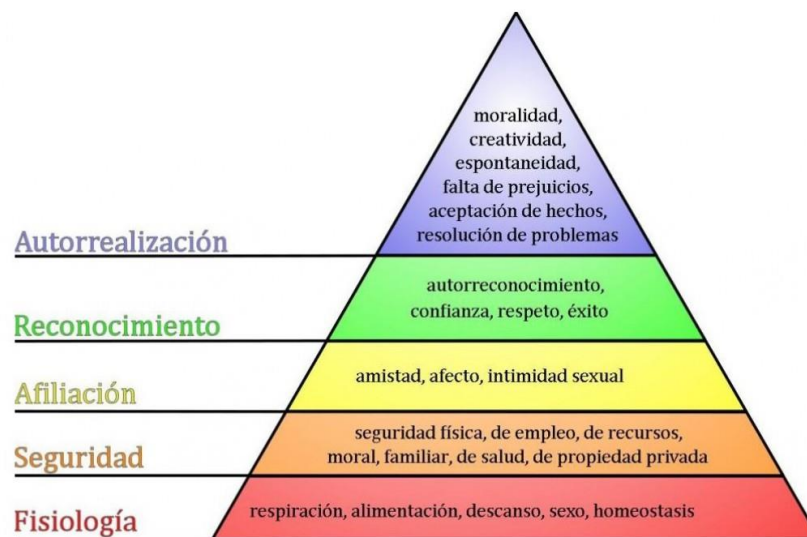 moralidad,
creatividad,
espontaneidad,
falta de prejuicios,
aceptación de hechos,
resolución de problemas
Autorrealización
autorreconocimiento,
confianza, respeto, éxito
Reconocimiento
amistad, afecto, intimidad sexual
Afiliación
seguridad física, de empleo, de recursos,
moral, familiar, de salud, de propiedad privada
Seguridad
respiración, alimentación, descanso, sexo, homeostasis
Fisiología